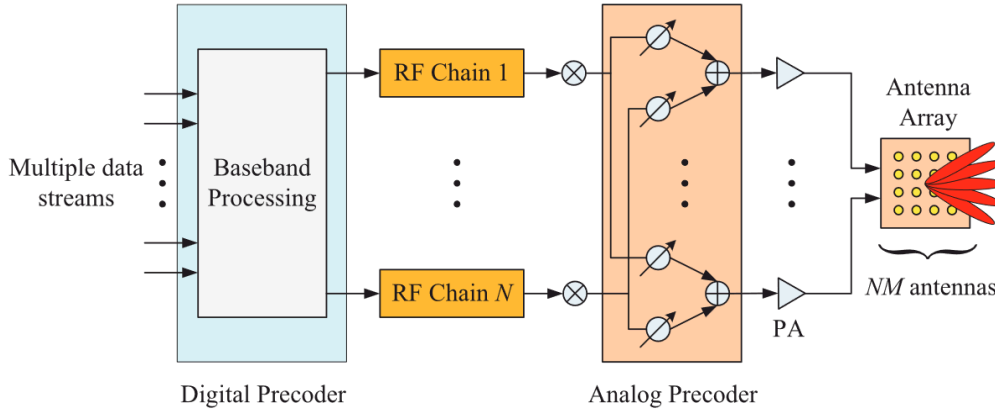 Multiple data
streams
Baseband
Processing
Digital Precoder
RF Chain 1
RF Chain N
Analog Precoder
PA
Antenna
Array
NM antennas